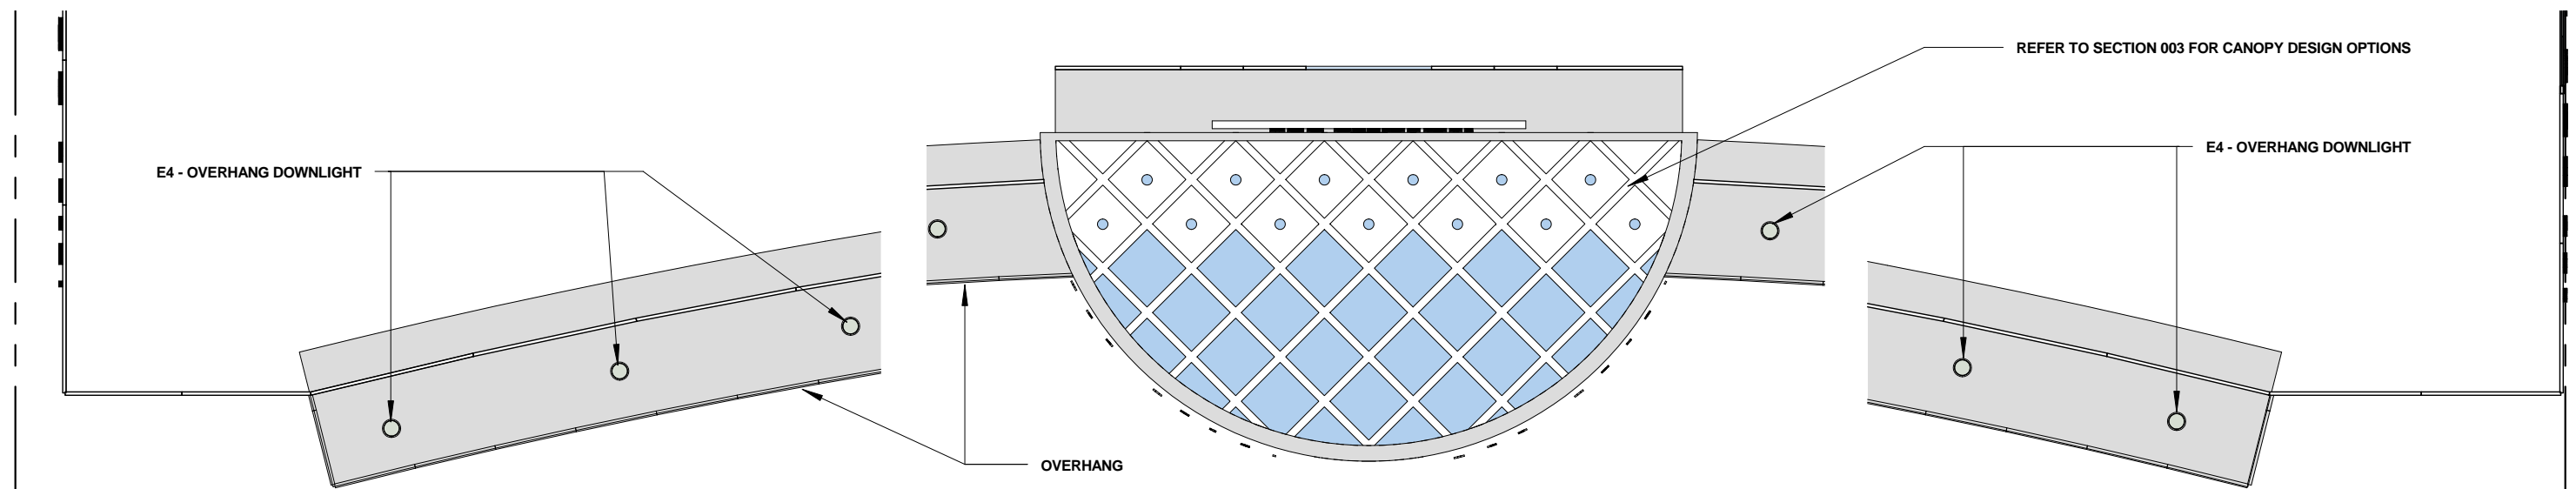 REFER TO SECTION 003 FOR CANOPY DESIGN OPTIONS
E4 - OVERHANG DOWNLIGHT
E4 - OVERHANG DOWNLIGHT
OVERHANG